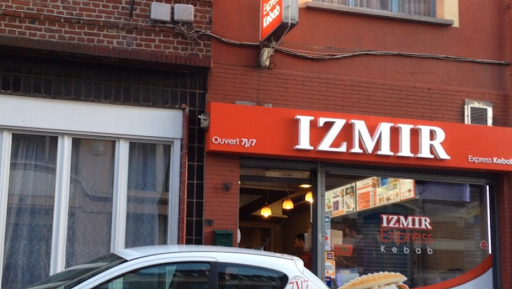 Express
Kebab
Ouvert 7J/7
IZMIR
Express Kebab
IZMIR
Express
Kebab